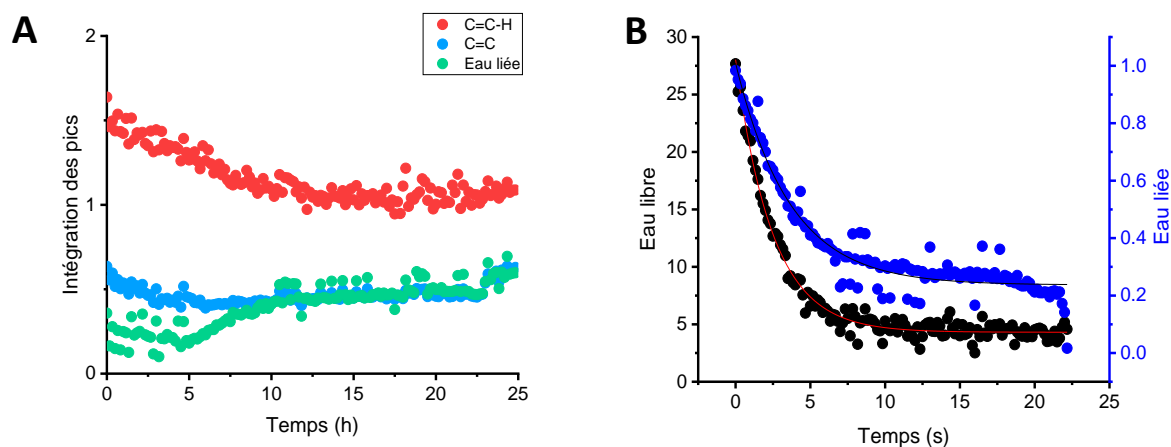 A
C=C-H
C=C
Eau liée
Intégration des pics
2
1
0
0 5 10 15 20 25
Temps (h)
B
Eau libre
30
25
20
15
10
5
0
0 5 10 15 20 25
Temps (s)
1.0
0.8
0.6
0.4
0.2
0.0
Eau liée